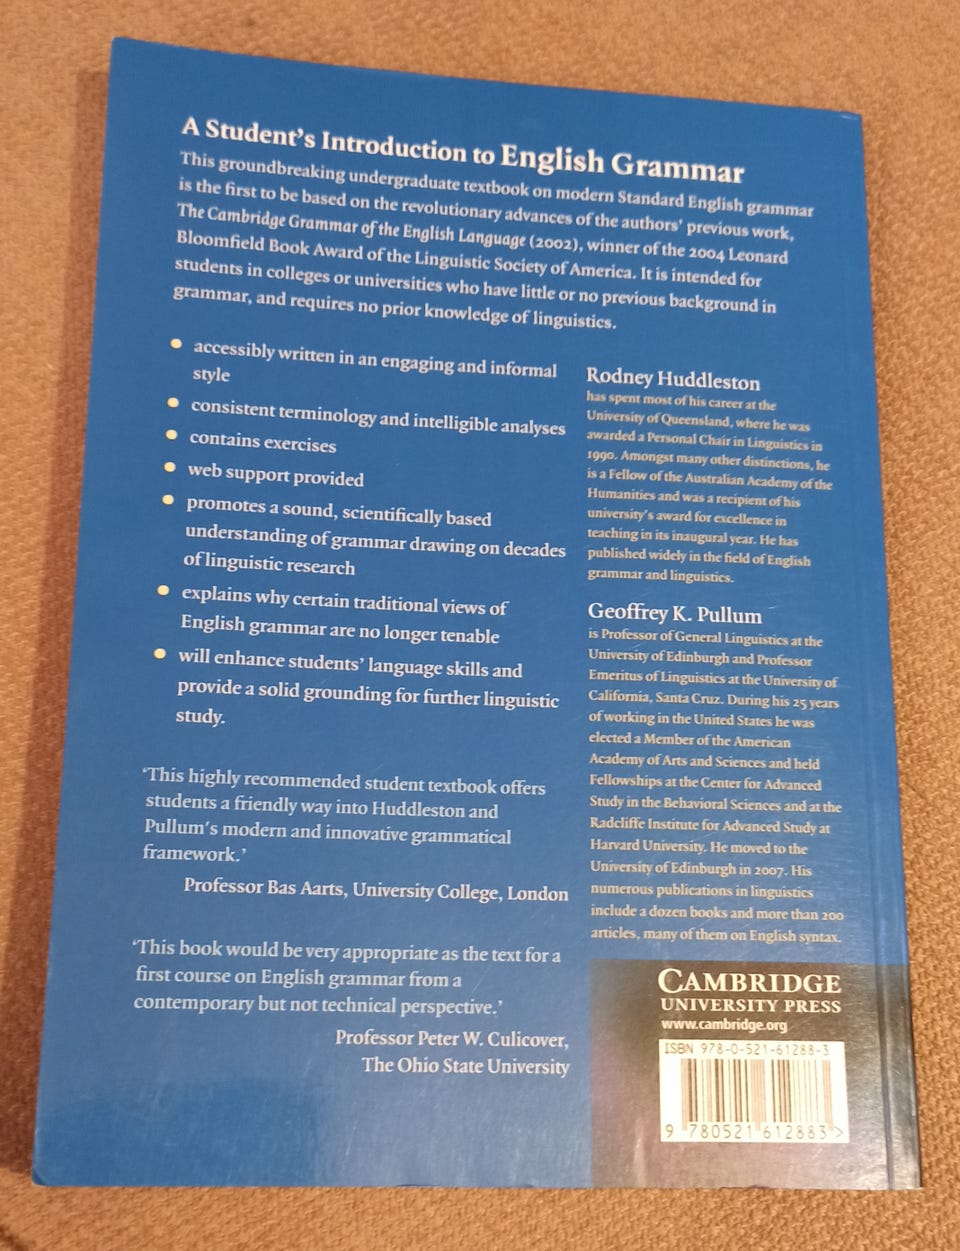 A Student's Introduction to English Grammar
This groundbreaking undergraduate textbook on modern Standard English grammar
is the first to be based on the revolutionary advances of the authors' previous work,
The Cambridge Grammar of the English Language (2002), winner of the 2004 Leonard
Bloomfield Book Award of the Linguistic Society of America. It is intended for
students in colleges or universities who have little or no previous background in
grammar, and requires no prior knowledge of linguistics.
• accessibly written in an engaging and informal
style
• consistent terminology and intelligible analyses
• contains exercises
• web support provided
• promotes a sound, scientifically based
understanding of grammar drawing on decades
of linguistic research
• explains why certain traditional views of
English grammar are no longer tenable
• will enhance students' language skills and
provide a solid grounding for further linguistic
study.
'This highly recommended student textbook offers
students a friendly way into Huddleston and
Pullum's modern and innovative grammatical
framework.'
Professor Bas Aarts, University College, London
'This book would be very appropriate as the text for a
first course on English grammar from a
contemporary but not technical perspective.'
Professor Peter W. Culicover,
The Ohio State University
Rodney Huddleston
has spent most of his career at the
University of Queensland, where he was
awarded a Personal Chair in Linguistics in
1990. Amongst many other distinctions, he
is a Fellow of the Australian Academy of the
Humanities and was a recipient of his
university's award for excellence in
teaching in its inaugural year. He has
published widely in the field of English
grammar and linguistics.
Geoffrey K. Pullum
is Professor of General Linguistics at the
University of Edinburgh and Professor
Emeritus of Linguistics at the University of
California, Santa Cruz. During his 25 years
of working in the United States he was
elected a Member of the American
Academy of Arts and Sciences and held
Fellowships at the Center for Advanced
Study in the Behavioral Sciences and at the
Radcliffe Institute for Advanced Study at
Harvard University. He moved to the
University of Edinburgh in 2007. His
numerous publications in linguistics
include a dozen books and more than 200
articles, many of them on English syntax.
CAMBRIDGE
UNIVERSITY PRESS
www.cambridge.org
ISBN 978-0-521-61288-3
9 780521 612883 >